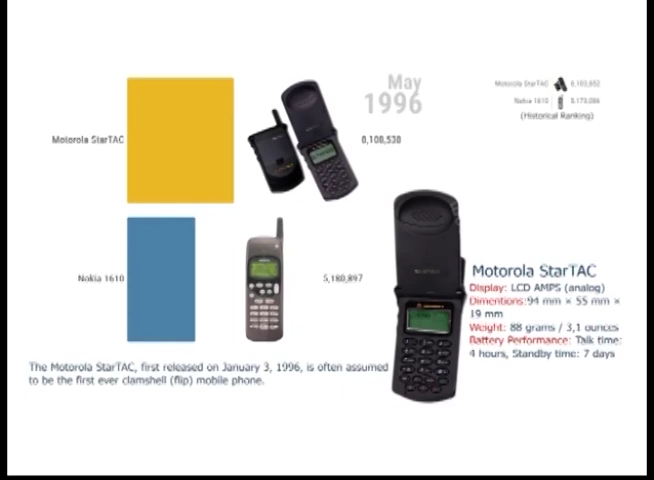 May
1996
Motorola StarTAC
Nokia 1610
(Historical Ranking)
Motorola StarTAC
Nokia 1610
5,180,897
Motorola StarTAC
Display: LCD AMPS (analog)
Dimentions:94 mm × 55 mm ×
19 mm
Weight: 88 grams / 3,1 ounces
Battery Performance: Talk time:
4 hours, Standby time: 7 days
The Motorola StarTAC, first released on January 3, 1996, is often assumed
to be the first ever clamshell (flip) mobile phone.